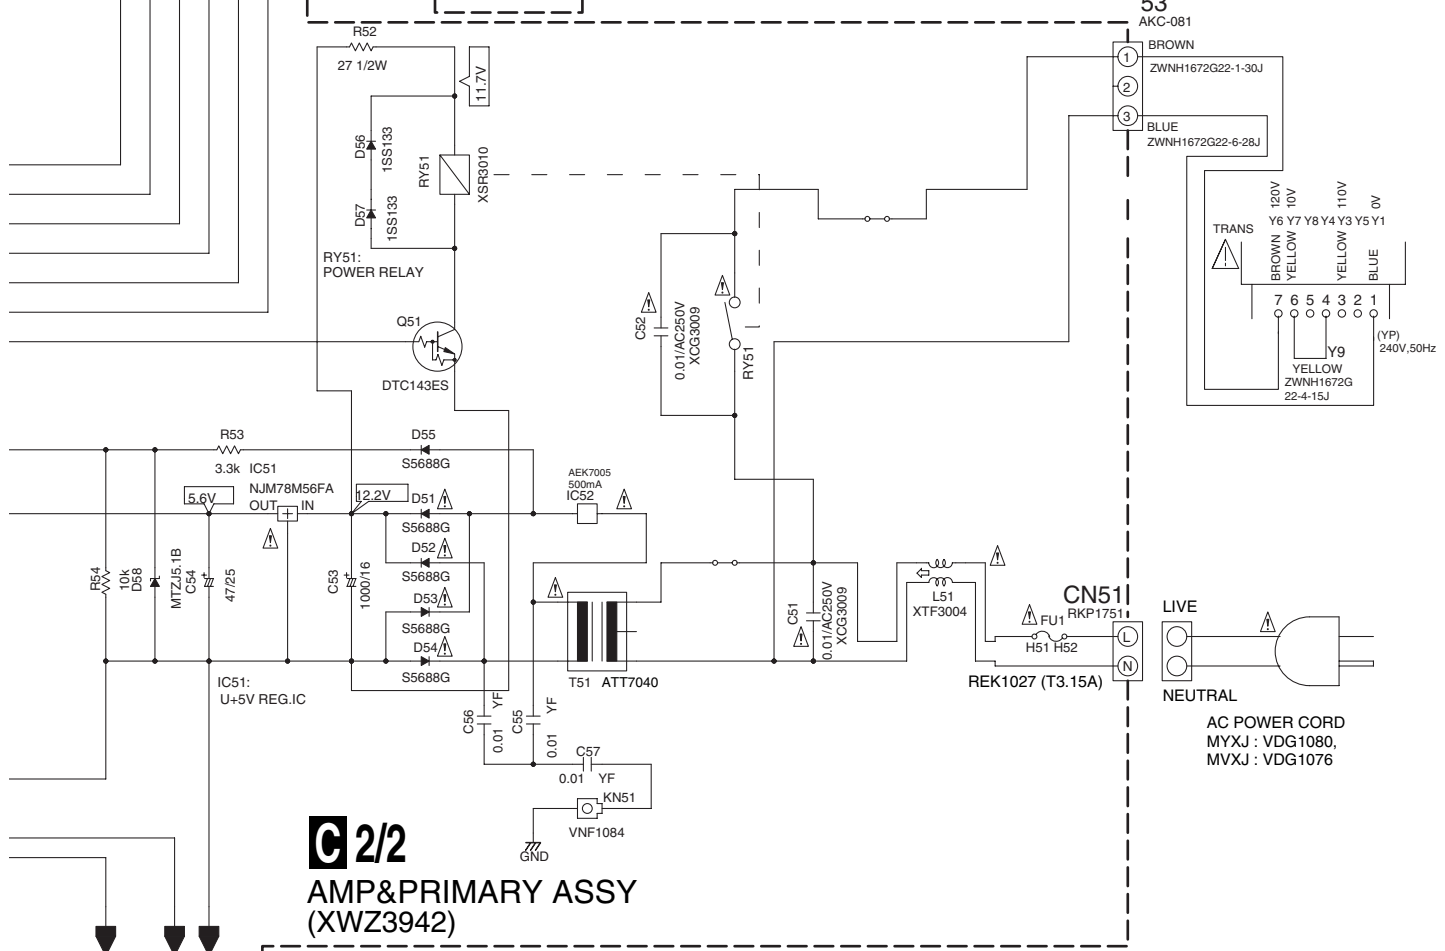 53
AKC-081
R52
27 1/2W
11.7V
BROWN
1
ZWNH1672G22-1-30J
2
3
BLUE
ZWNH1672G22-6-28J
D56
1SS133
D57
1SS133
RY51
XSR3010
RY51:
POWER RELAY
120V
10V
110V
0V
Y6 Y7 Y8 Y4 Y3 Y5 Y1
TRANS
BROWN
YELLOW
YELLOW
BLUE
7 6 5 4 3 2 1
(YP)
240V,50Hz
Y9
YELLOW
ZWNH1672G
22-4-15J
Q51
DTC143ES
C52
0.01/AC250V
XCG3009
RY51
R53
3.3k
D55
S5688G
IC51
NJM78M56FA
OUT
IN
5.6V
12.2V
D51
S5688G
D52
S5688G
D53
S5688G
D54
S5688G
AEK7005
500mA
IC52
R54
10k
D58
MTZJ5.1B
C54
47/25
C53
1000/16
IC51:
U+5V REG.IC
T51
ATT7040
C51
0.01/AC250V
XCG3009
L51
XTF3004
CN51
RKP1751
FU1
H51 H52
REK1027 (T3.15A)
L
N
LIVE
NEUTRAL
AC POWER CORD
MYXJ : VDG1080,
MVXJ : VDG1076
C56
0.01
YF
C55
0.01
YF
C57
0.01 YF
KN51
VNF1084
GND
C 2/2
AMP&PRIMARY ASSY
(XWZ3942)